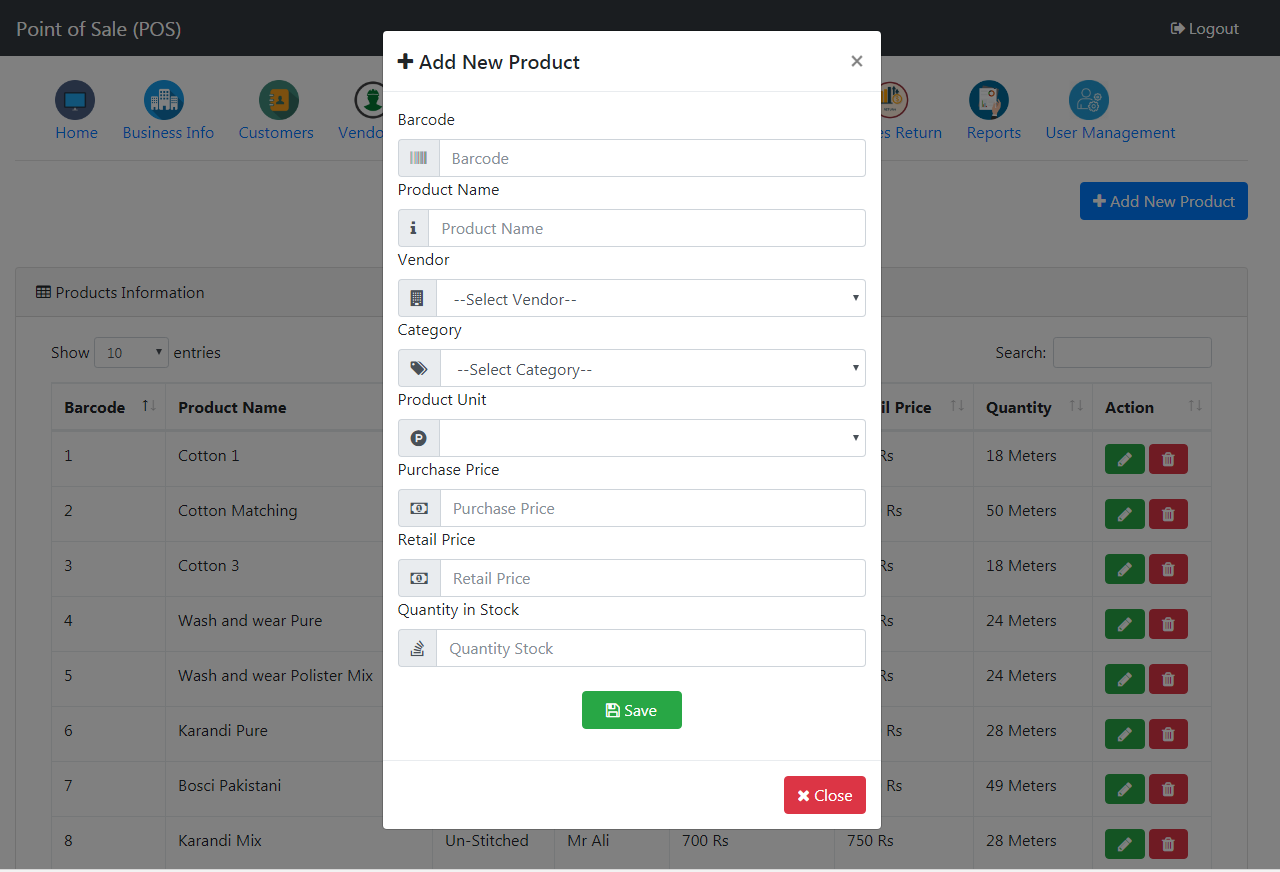 Point of Sale (POS)
Logout
Home
Business Info
Customers
Vendo
es Return
Reports
User Management
Add New Product
Products Information
Show 10 entries
Search:
Barcode Product Name il Price Quantity Action
1 Cotton 1 Rs 18 Meters
2 Cotton Matching Rs 50 Meters
3 Cotton 3 Rs 18 Meters
4 Wash and wear Pure Rs 24 Meters
5 Wash and wear Polister Mix Rs 24 Meters
6 Karandi Pure Rs 28 Meters
7 Bosci Pakistani Rs 49 Meters
8 Karandi Mix Un-Stitched Mr Ali 700 Rs 750 Rs 28 Meters
Add New Product ×
Barcode
Barcode
Product Name
Product Name
Vendor
--Select Vendor--
Category
--Select Category--
Product Unit
Purchase Price
Purchase Price
Retail Price
Retail Price
Quantity in Stock
Quantity Stock
Save
Close